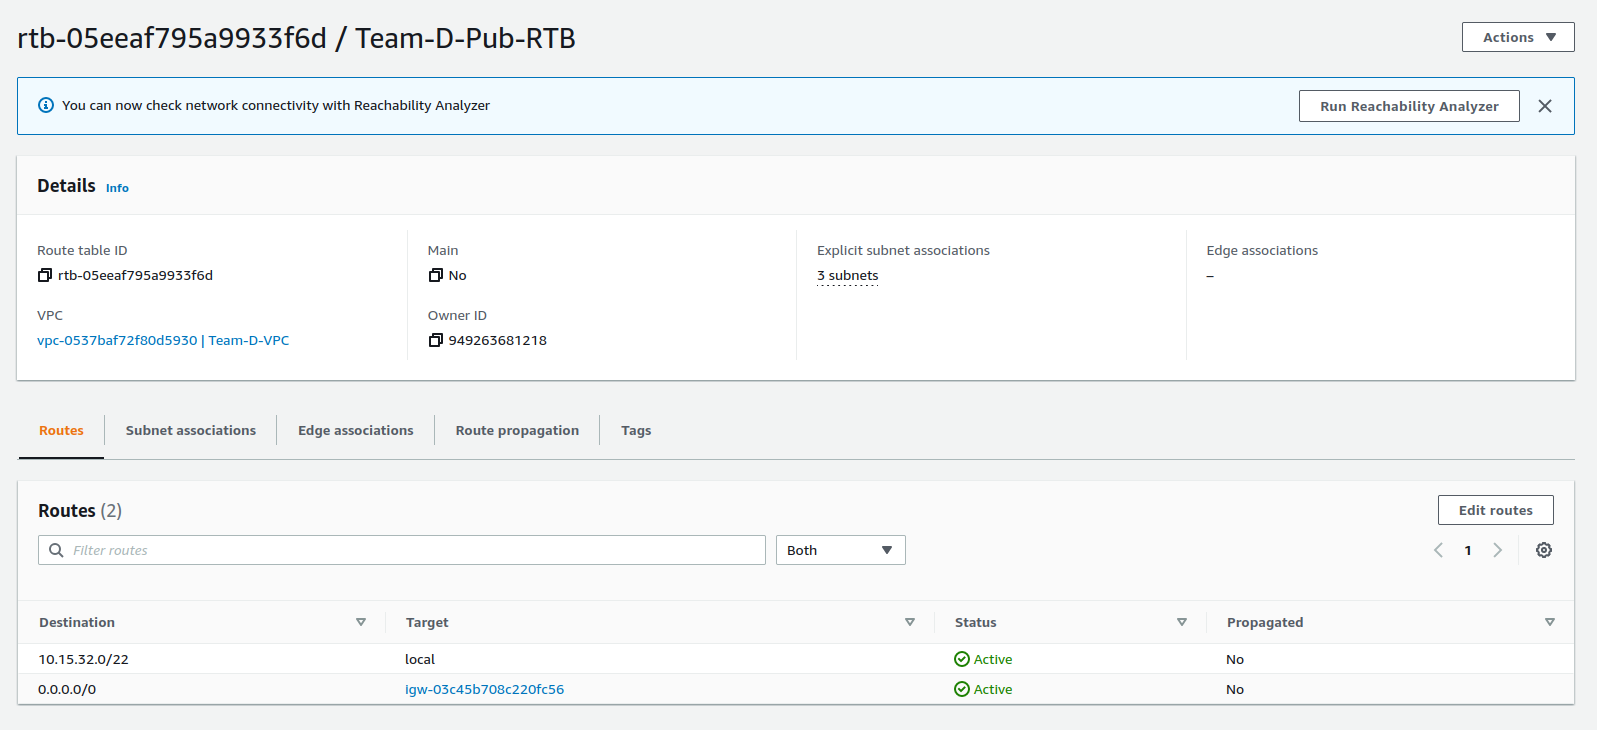 rtb-05eeaf795a9933f6d / Team-D-Pub-RTB
Actions
You can now check network connectivity with Reachability Analyzer
Run Reachability Analyzer
Details Info
Route table ID
rtb-05eeaf795a9933f6d
Main
No
Explicit subnet associations
3 subnets
Edge associations
–
VPC
vpc-0537baf72f80d5930 | Team-D-VPC
Owner ID
949263681218
Routes Subnet associations Edge associations Route propagation Tags
Routes (2)
Edit routes
Filter routes
Both
1
Destination Target Status Propagated
10.15.32.0/22 local Active No
0.0.0.0/0 igw-03c45b708c220fc56 Active No